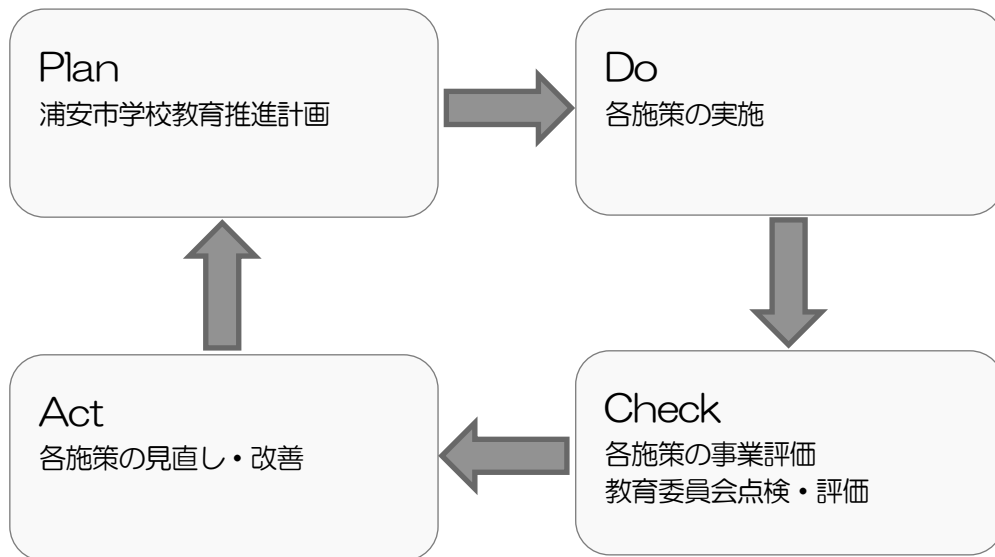 Plan
浦安市学校教育推進計画
Do
各施策の実施
Act
各施策の見直し・改善
Check
各施策の事業評価
教育委員会点検・評価